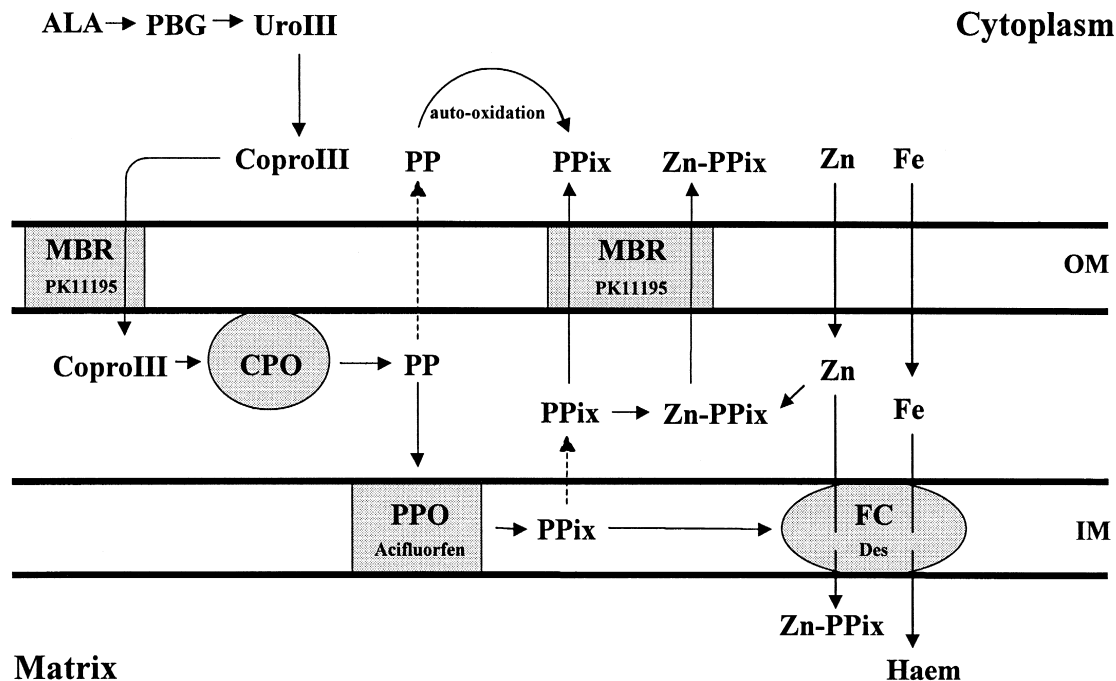 ALA PBG UroIII Cytoplasm
auto-oxidation
CoproIII PP PPix Zn-PPix Zn Fe
MBR MBR
OM
PK11195 PK11195
CoproIII CPO PP Zn
PPix Zn-PPix Fe
PPO FC
PPix IM
Acifluorfen Des
Zn-PPix
Matrix Haem